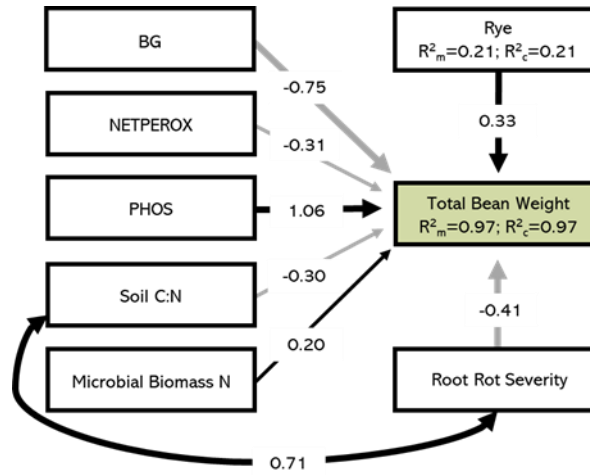 BG
Rye
R²ₘ=0.21; R²꜀=0.21
-0.75
0.33
NETPEROX
-0.31
PHOS
1.06
Total Bean Weight
R²ₘ=0.97; R²꜀=0.97
Soil C:N
-0.30
-0.41
0.20
Microbial Biomass N
Root Rot Severity
0.71